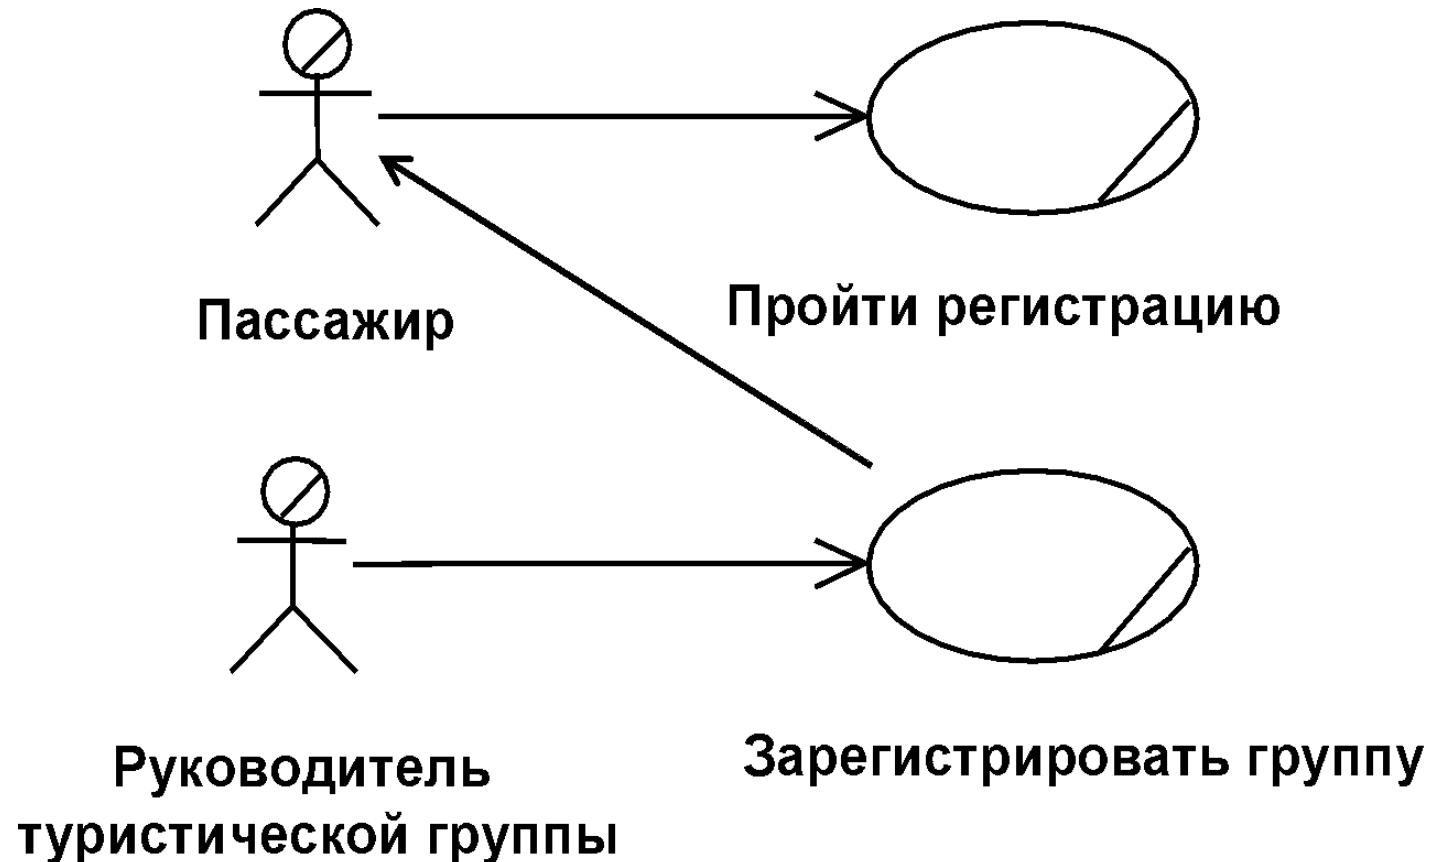 Пассажир
Пройти регистрацию
Руководитель
туристической группы
Зарегистрировать группу